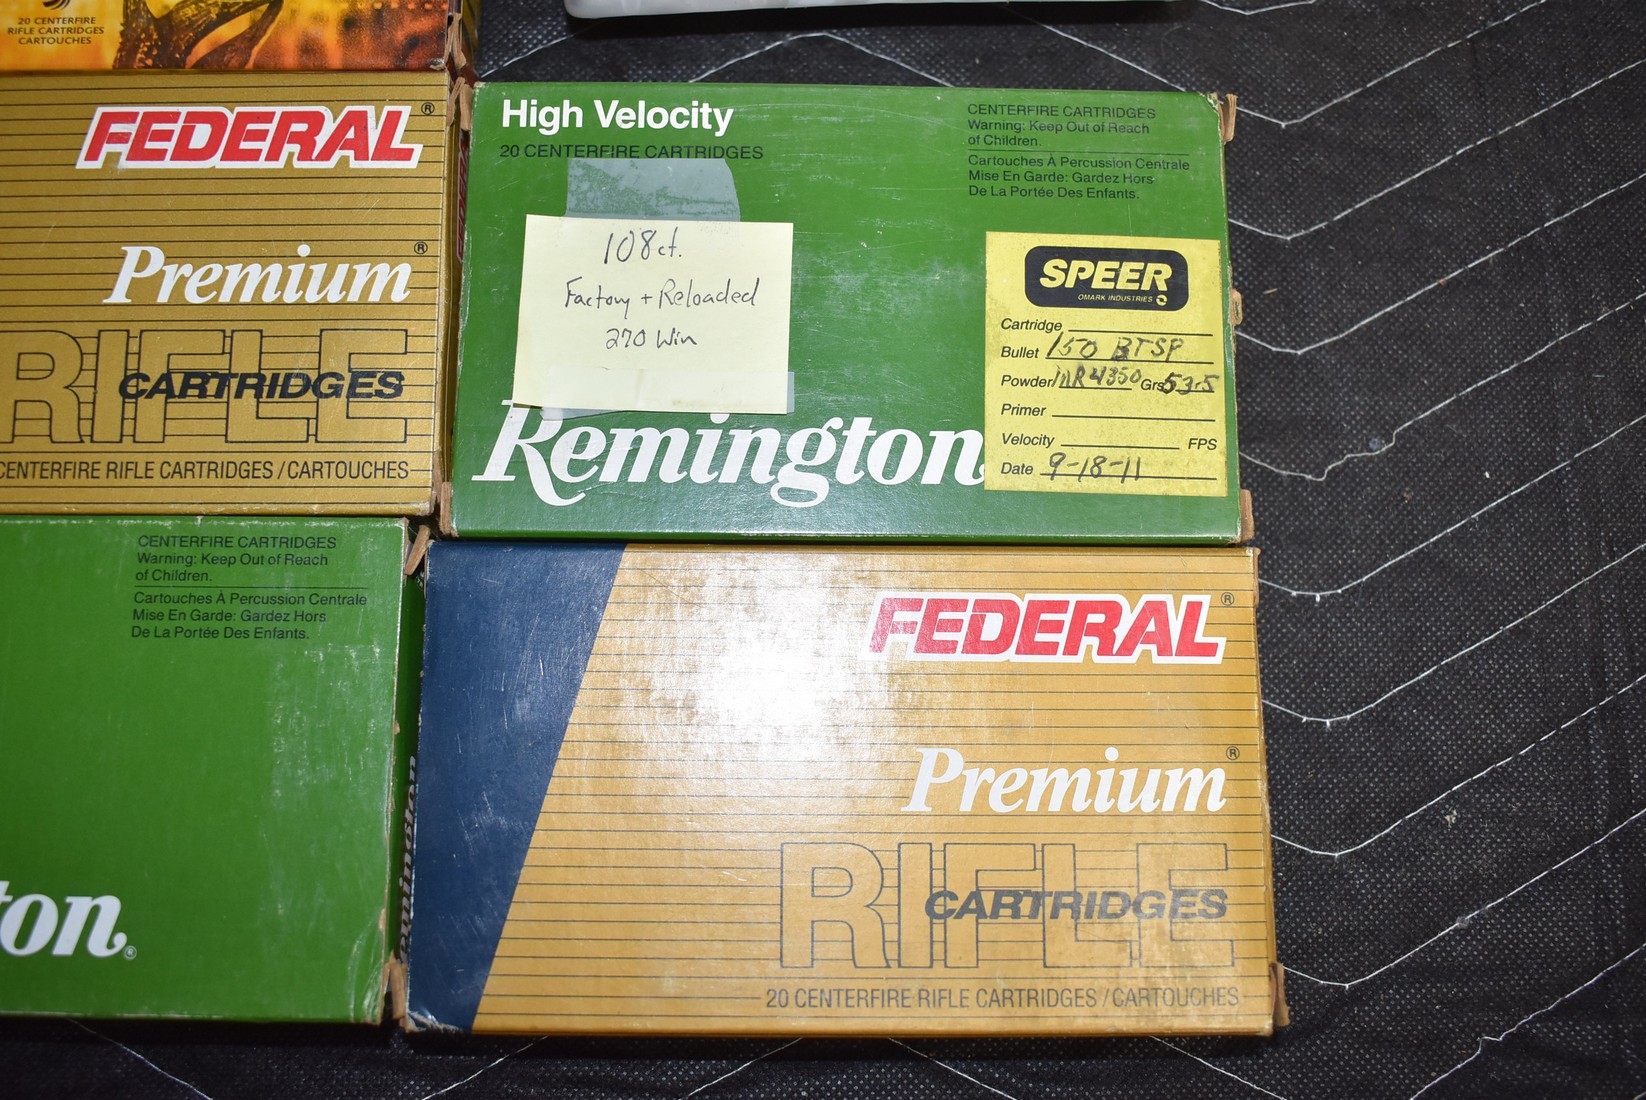 20 CENTERFIRE
RIFLE CARTRIDGES
CARTOUCHES
FEDERAL®
Premium®
RIFLE
CARTRIDGES
CENTERFIRE RIFLE CARTRIDGES/CARTOUCHES
High Velocity
20 CENTERFIRE CARTRIDGES
CENTERFIRE CARTRIDGES
Warning: Keep Out of Reach
of Children.
Cartouches À Percussion Centrale
Mise En Garde: Gardez Hors
De La Portée Des Enfants.
108 ct.
Factory + Reloaded
270 Win
Remington
SPEER
OMARK INDUSTRIES
Cartridge
Bullet 150 BTSP
Powder IMR4350 Grs 53.5
Primer
Velocity FPS
Date 9-18-11
CENTERFIRE CARTRIDGES
Warning: Keep Out of Reach
of Children.
Cartouches À Percussion Centrale
Mise En Garde: Gardez Hors
De La Portée Des Enfants.
ton®
emington
FEDERAL®
Premium®
RIFLE
CARTRIDGES
20 CENTERFIRE RIFLE CARTRIDGES/CARTOUCHES